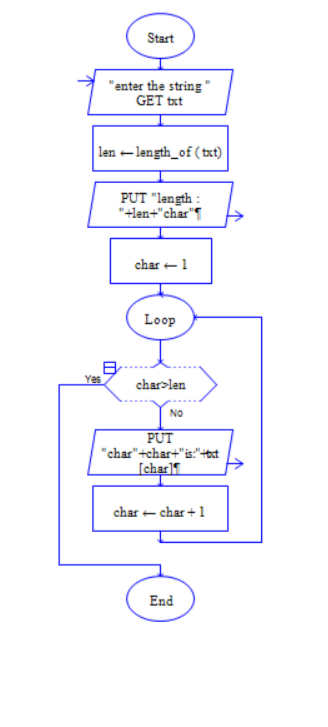 Start
"enter the string "
GET txt
len ← length_of ( txt)
PUT "length :
"+len+"char"¶
char ← 1
Loop
char>len
Yes
No
PUT
"char"+char+"is:"+txt
[char]¶
char ← char + 1
End